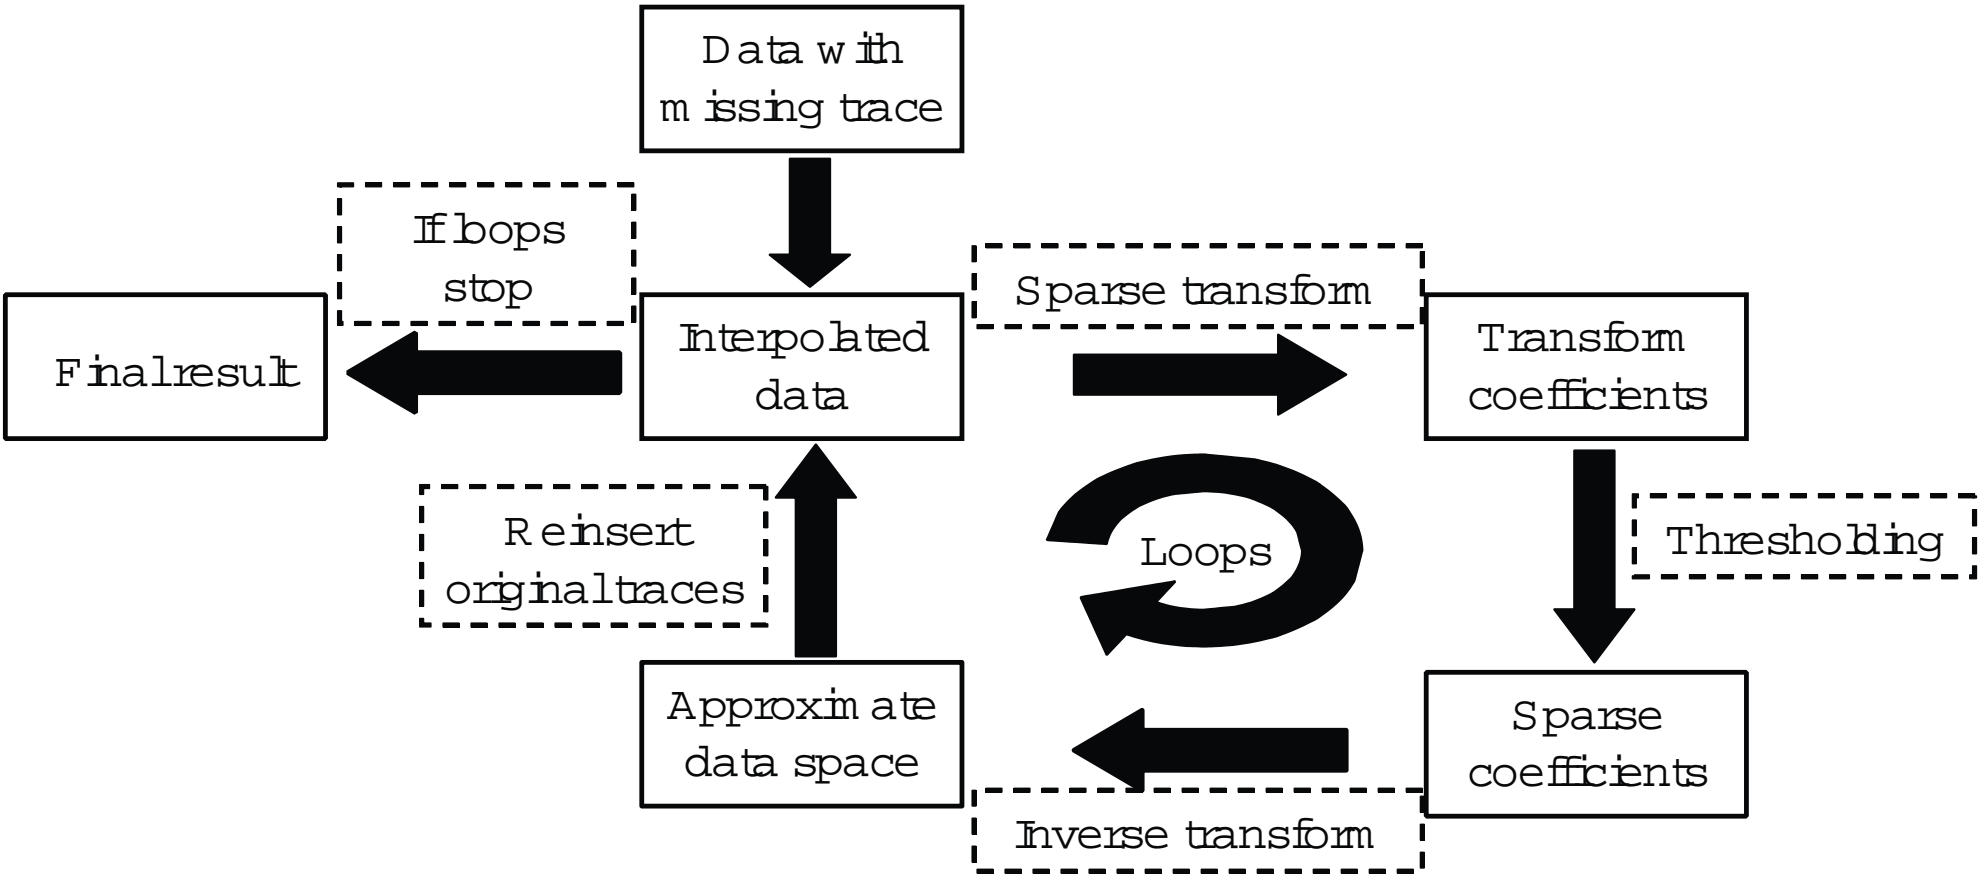 Data with
missing trace
If loops
stop
Sparse transform
Final result
Interpolated
data
Transform
coefficients
Reinsert
original traces
Loops
Thresholding
Approximate
data space
Sparse
coefficients
Inverse transform